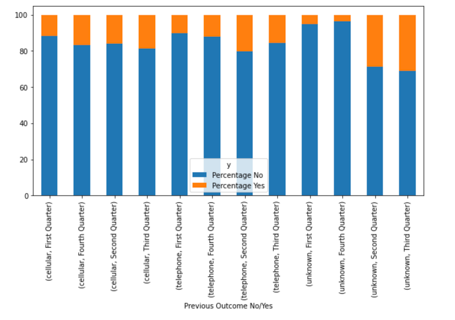 100
80
60
40
20
0
y
Percentage No
Percentage Yes
(cellular, First Quarter)
(cellular, Fourth Quarter)
(cellular, Second Quarter)
(cellular, Third Quarter)
(telephone, First Quarter)
(telephone, Fourth Quarter)
(telephone, Second Quarter)
(telephone, Third Quarter)
(unknown, First Quarter)
(unknown, Fourth Quarter)
(unknown, Second Quarter)
(unknown, Third Quarter)
Previous Outcome No/Yes